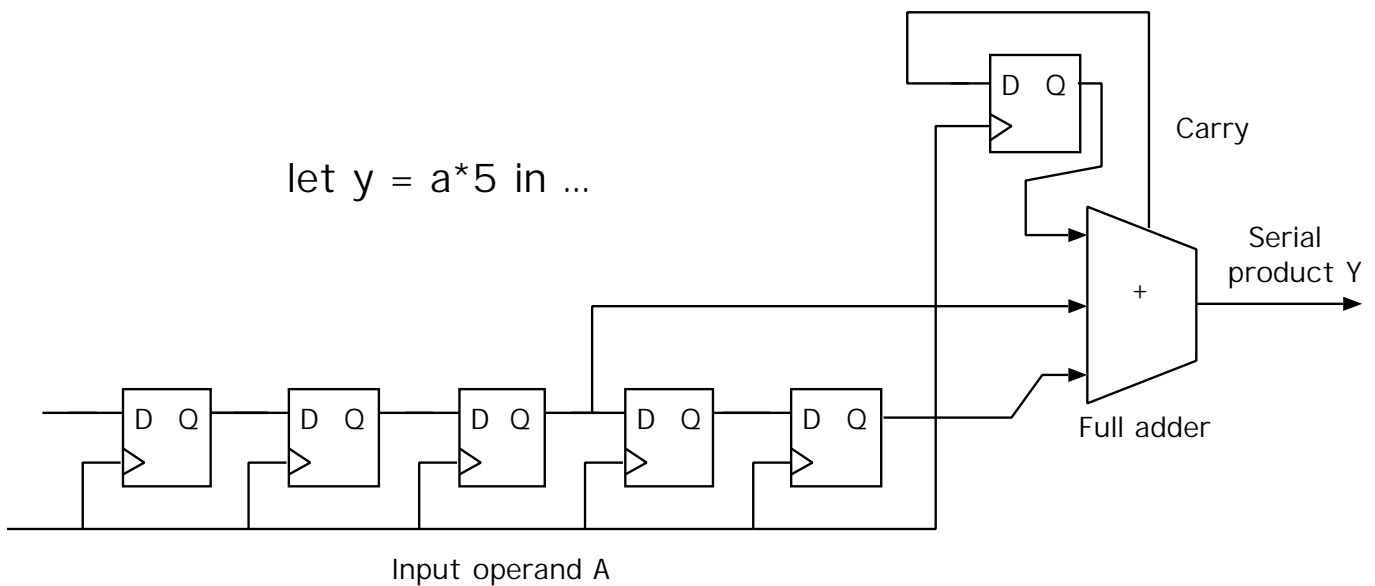 D Q
Carry
let y = a*5 in ...
Serial
product Y
+
D Q D Q D Q D Q D Q
Full adder
Input operand A